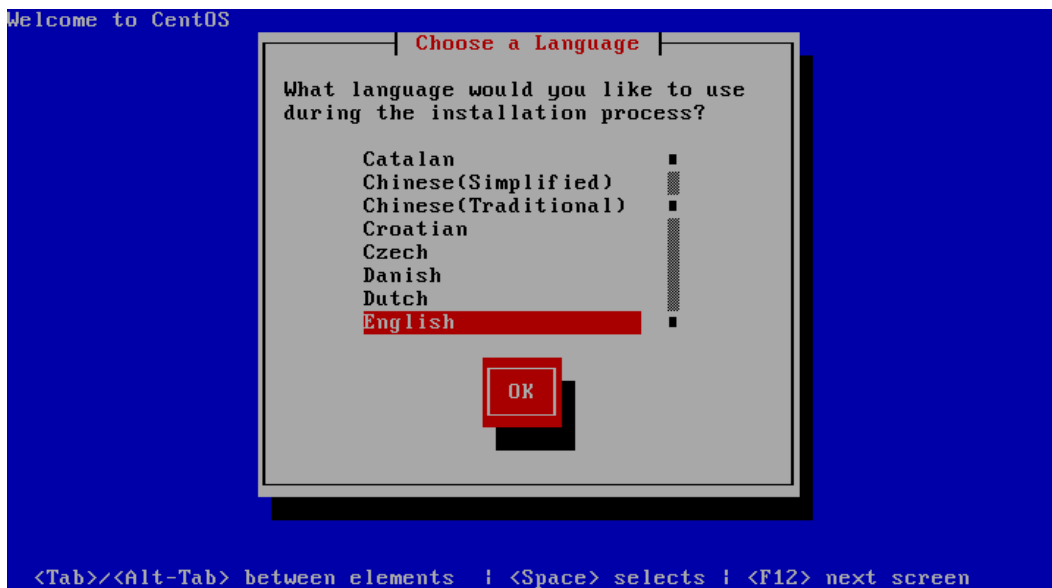 Welcome to CentOS
Choose a Language
What language would you like to use
during the installation process?
Catalan
Chinese(Simplified)
Chinese(Traditional)
Croatian
Czech
Danish
Dutch
English
OK
<Tab>/<Alt-Tab> between elements | <Space> selects | <F12> next screen